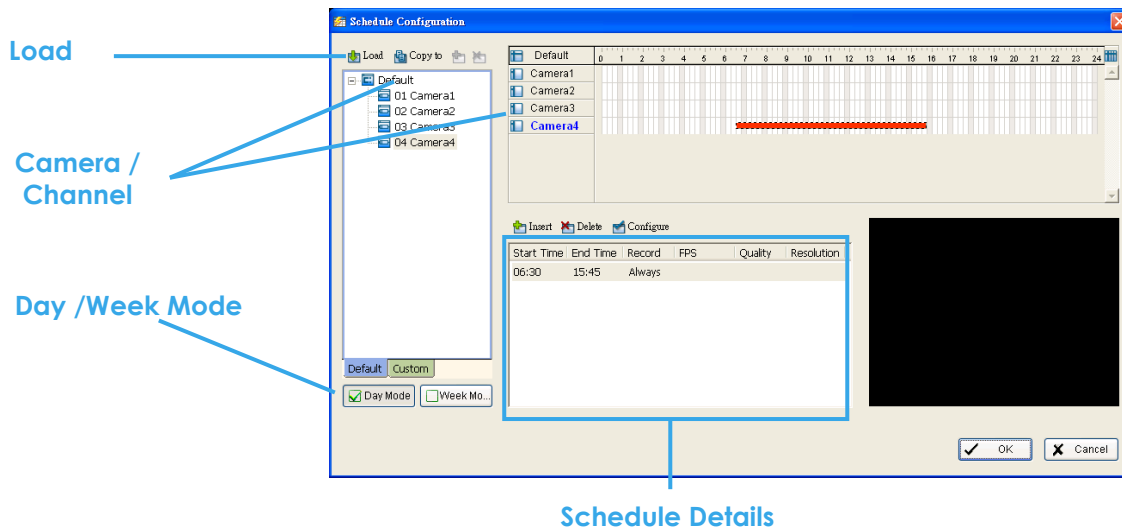 Schedule Configuration
Load
Load Copy to
Default
01 Camera1
02 Camera2
03 Camera3
04 Camera4
Default 0 1 2 3 4 5 6 7 8 9 10 11 12 13 14 15 16 17 18 19 20 21 22 23 24
Camera1
Camera2
Camera3
Camera4
Camera /
Channel
Insert Delete Configure
Start Time End Time Record FPS Quality Resolution
06:30 15:45 Always
Day /Week Mode
Default Custom
Day Mode Week Mo...
OK Cancel
Schedule Details